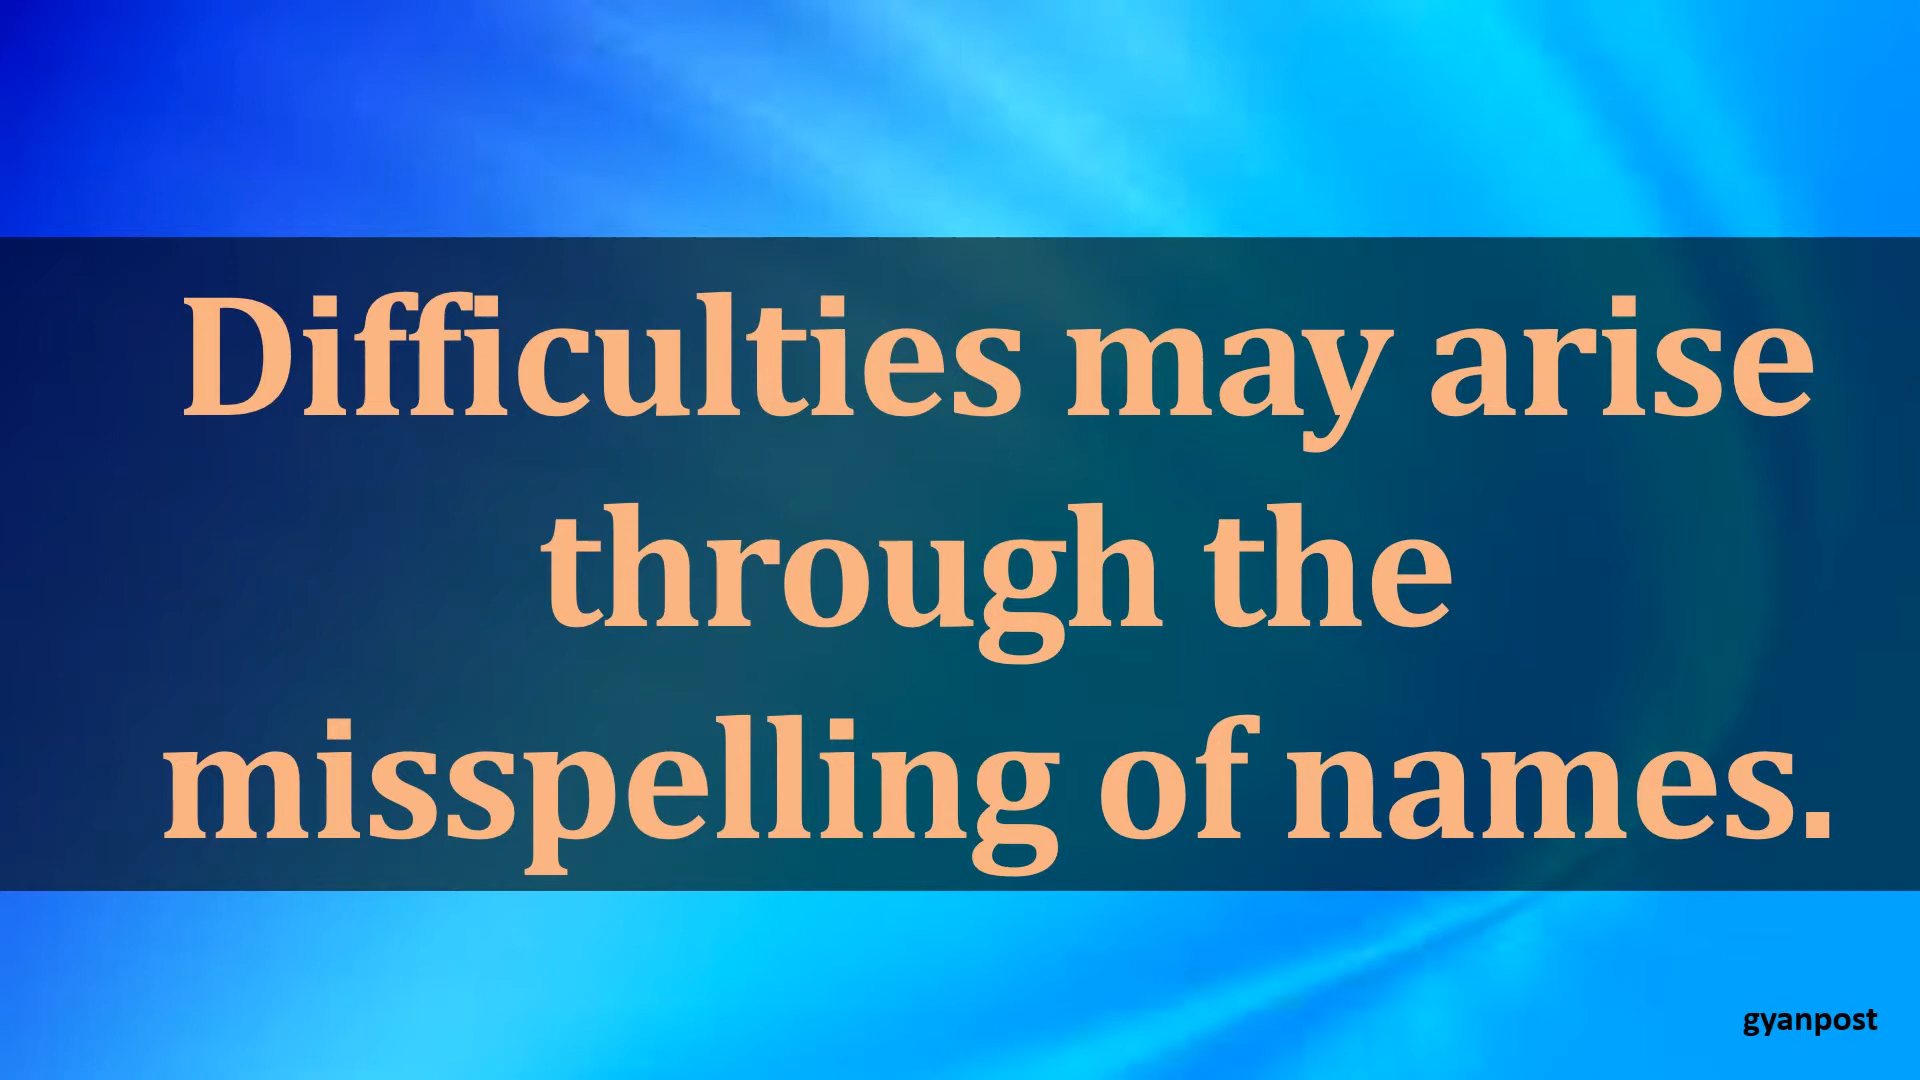 Difficulties may arise
through the
misspelling of names.
gyanpost